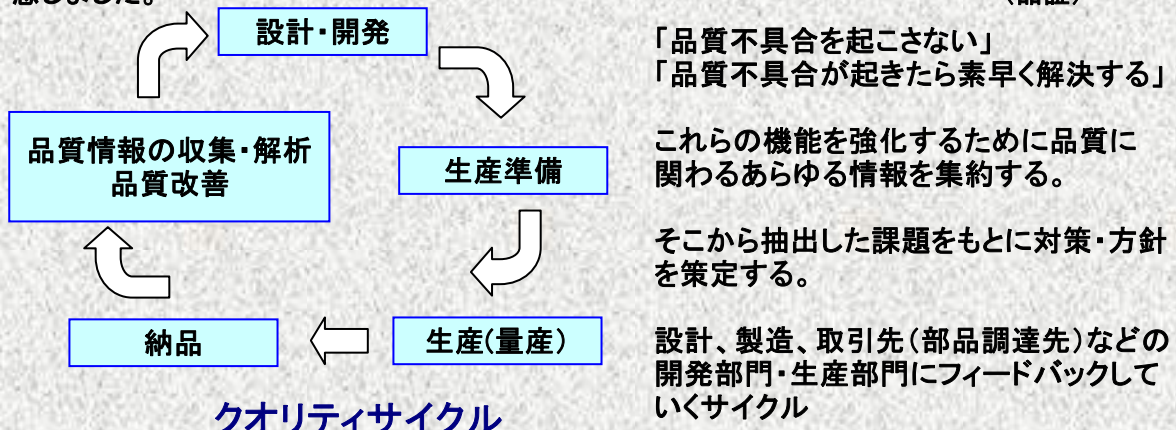 設計・開発
生産準備
生産(量産)
納品
品質情報の収集・解析
品質改善
クオリティサイクル
「品質不具合を起こさない」
「品質不具合が起きたら素早く解決する」
これらの機能を強化するために品質に
関わるあらゆる情報を集約する。
そこから抽出した課題をもとに対策・方針
を策定する。
設計、製造、取引先(部品調達先)などの
開発部門・生産部門にフィードバックして
いくサイクル